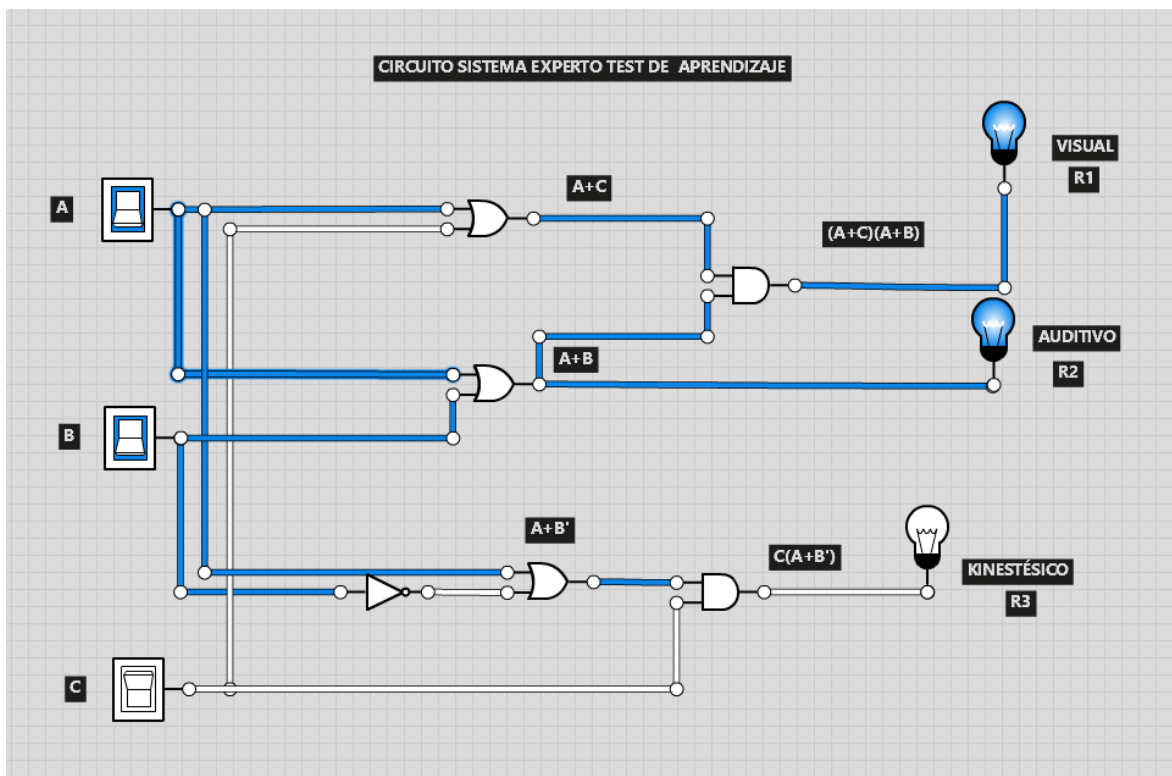 CIRCUITO SISTEMA EXPERTO TEST DE APRENDIZAJE
VISUAL
R1
A+C
A
(A+C)(A+B)
AUDITIVO
R2
A+B
B
A+B'
C(A+B')
KINESTÉSICO
R3
C